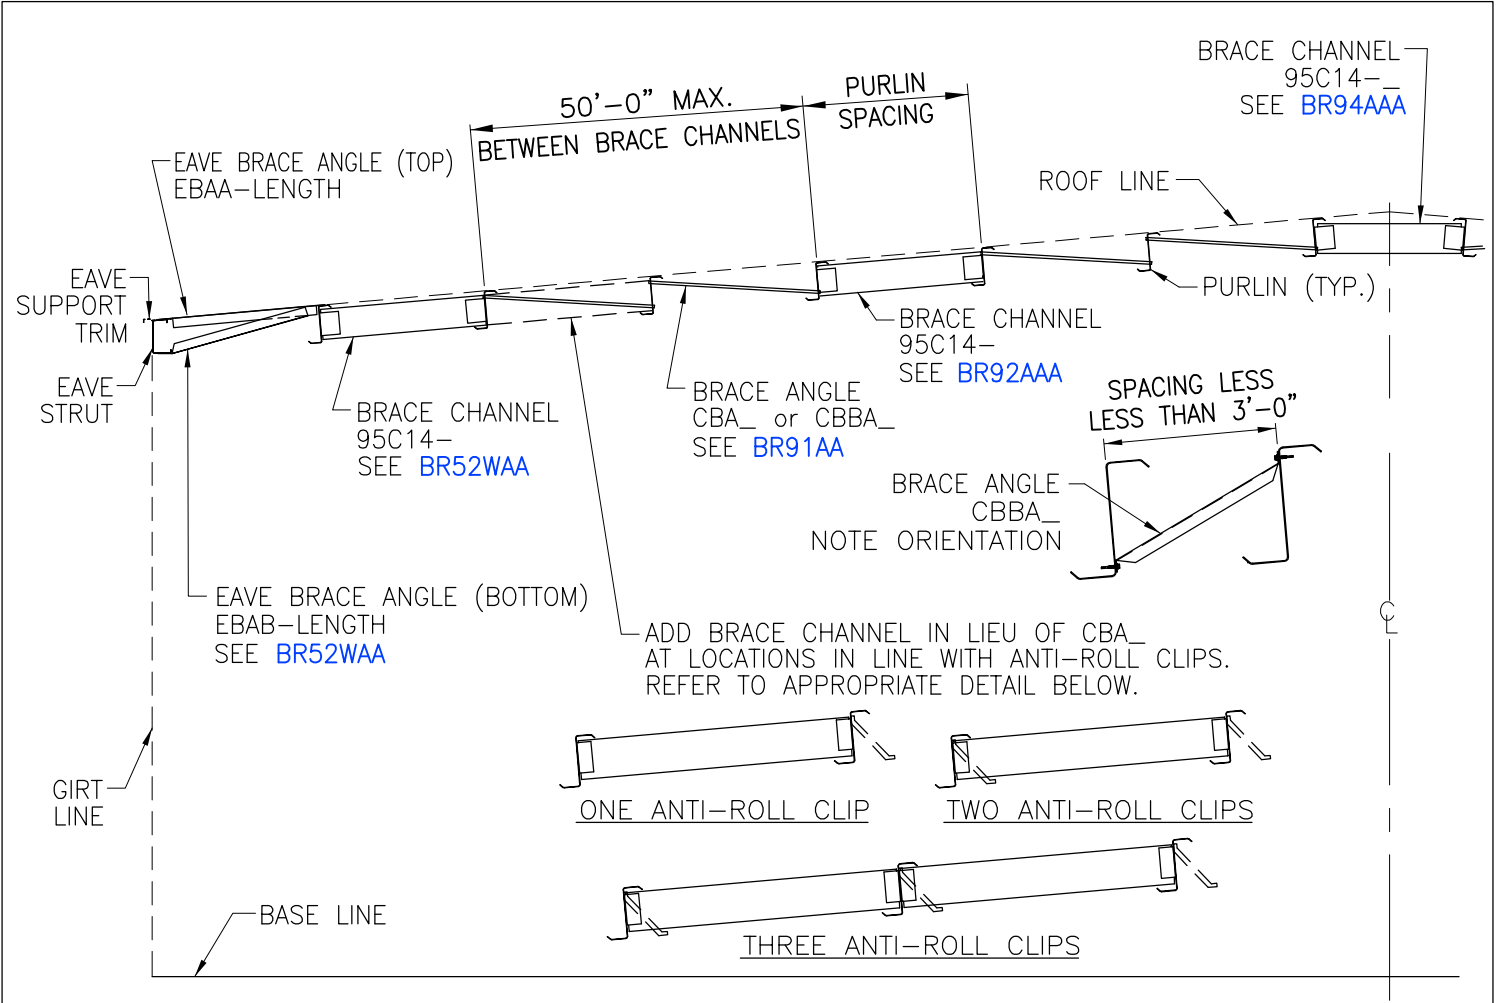 BRACE CHANNEL
95C14-_
SEE BR94AAA
50'-0" MAX.
BETWEEN BRACE CHANNELS
PURLIN
SPACING
EAVE BRACE ANGLE (TOP)
EBAA-LENGTH
ROOF LINE
EAVE
SUPPORT
TRIM
PURLIN (TYP.)
EAVE
STRUT
BRACE CHANNEL
95C14-
SEE BR52WAA
BRACE ANGLE
CBA_ or CBBA_
SEE BR91AA
BRACE CHANNEL
95C14-
SEE BR92AAA
SPACING LESS
LESS THAN 3'-0"
BRACE ANGLE
CBBA_
NOTE ORIENTATION
EAVE BRACE ANGLE (BOTTOM)
EBAB-LENGTH
SEE BR52WAA
ADD BRACE CHANNEL IN LIEU OF CBA_
AT LOCATIONS IN LINE WITH ANTI-ROLL CLIPS.
REFER TO APPROPRIATE DETAIL BELOW.
℄
GIRT
LINE
ONE ANTI-ROLL CLIP
TWO ANTI-ROLL CLIPS
BASE LINE
THREE ANTI-ROLL CLIPS